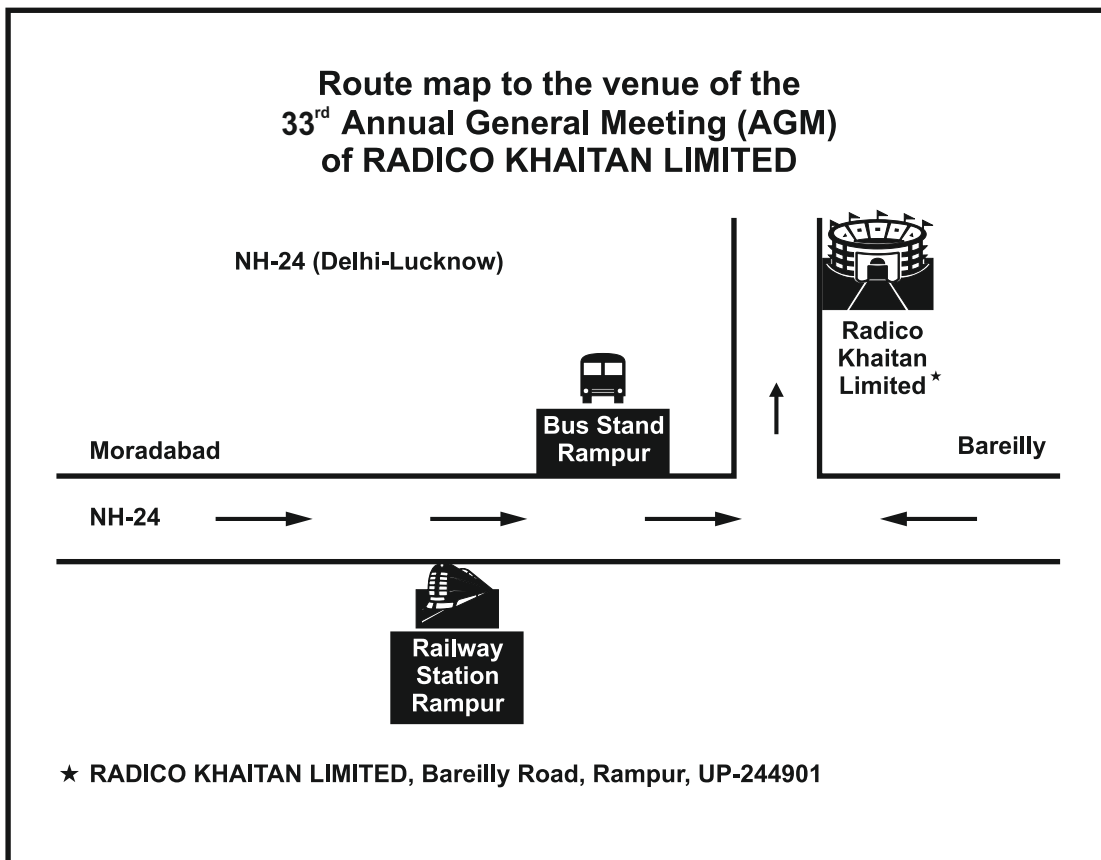 Route map to the venue of the
33rd Annual General Meeting (AGM)
of RADICO KHAITAN LIMITED
NH-24 (Delhi-Lucknow)
Radico
Khaitan
Limited★
Bus Stand
Rampur
Moradabad
Bareilly
NH-24
Railway
Station
Rampur
★ RADICO KHAITAN LIMITED, Bareilly Road, Rampur, UP-244901